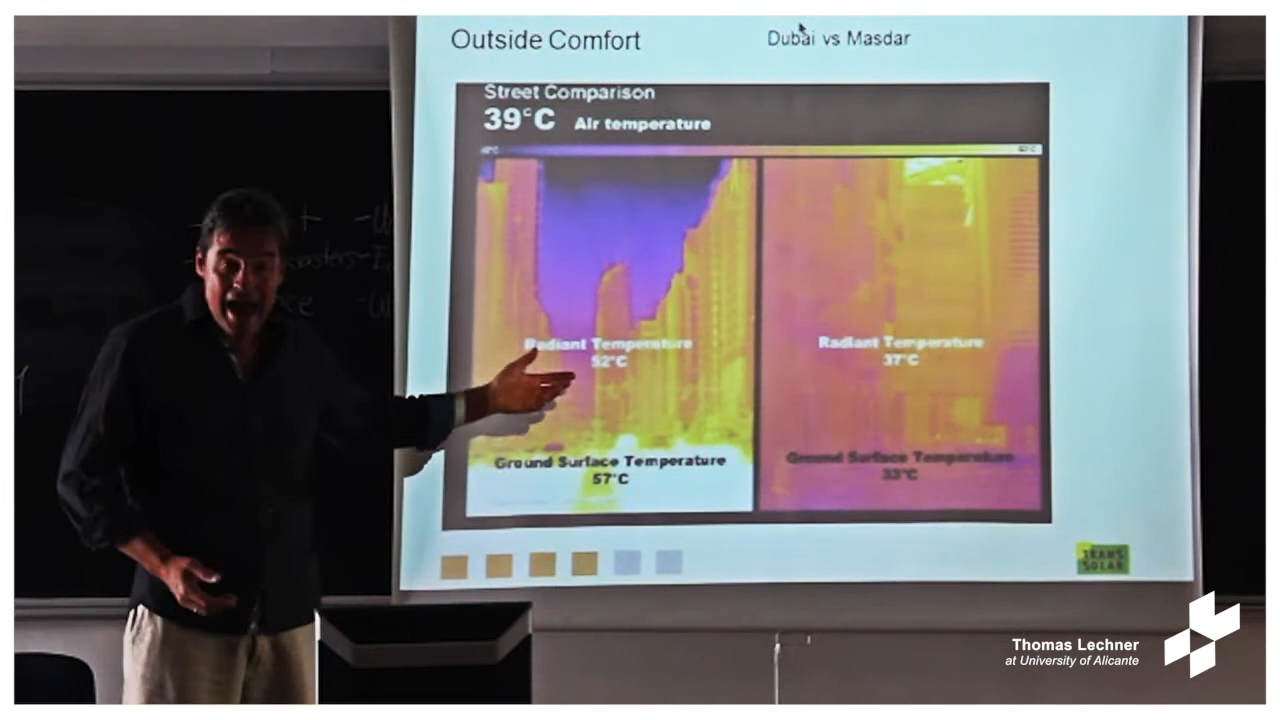 Outside Comfort
Dubai vs Masdar
Street Comparison
39°C Air temperature
Radiant Temperature
52°C
Radiant Temperature
37°C
Ground Surface Temperature
57°C
Ground Surface Temperature
33°C
TRANS
SOLAR
Thomas Lechner
at University of Alicante